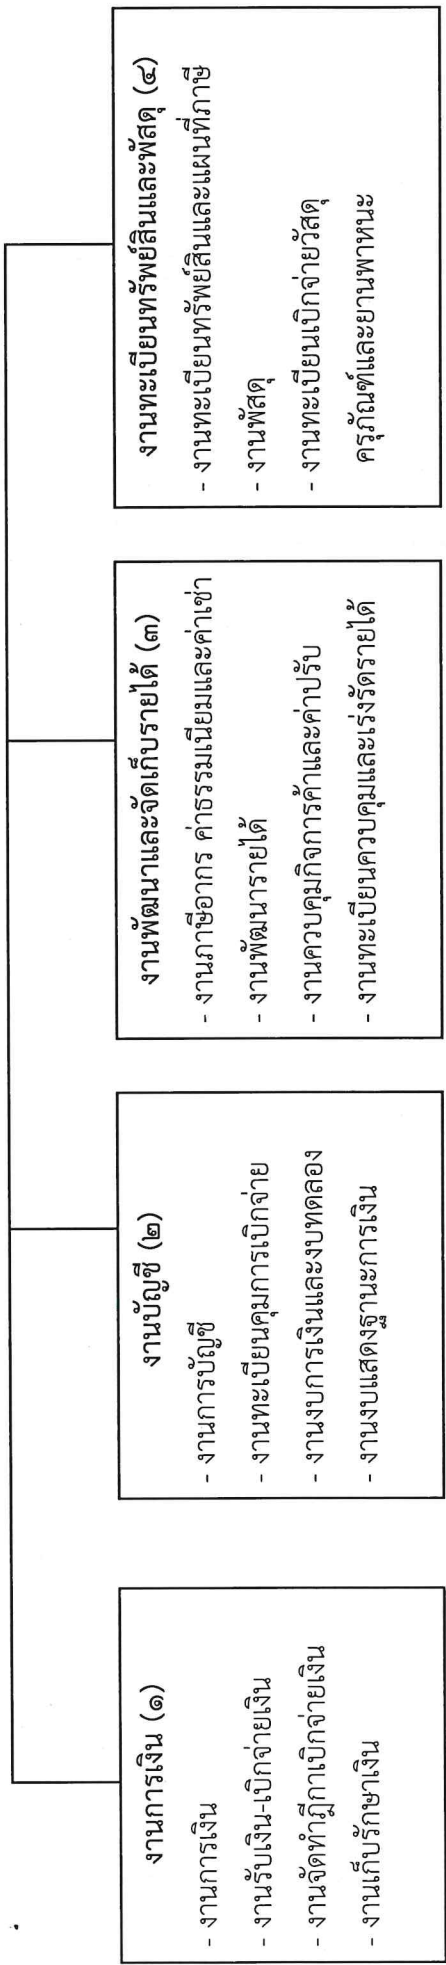 งานการเงิน (๑)
- งานการเงิน
- งานรับเงิน-เบิกจ่ายเงิน
- งานจัดทำฎีกาเบิกจ่ายเงิน
- งานเก็บรักษาเงิน
งานบัญชี (๒)
- งานการบัญชี
- งานทะเบียนคุมการเบิกจ่าย
- งานงบการเงินและงบทดลอง
- งานงบแสดงฐานะการเงิน
งานพัฒนาและจัดเก็บรายได้ (๓)
- งานภาษีอากร ค่าธรรมเนียมและค่าเช่า
- งานพัฒนารายได้
- งานควบคุมกิจการค้าและค่าปรับ
- งานทะเบียนควบคุมและเร่งรัดรายได้
งานทะเบียนทรัพย์สินและพัสดุ (๔)
- งานทะเบียนทรัพย์สินและแผนที่ภาษี
- งานพัสดุ
- งานทะเบียนเบิกจ่ายวัสดุ
ครุภัณฑ์และยานพาหนะ